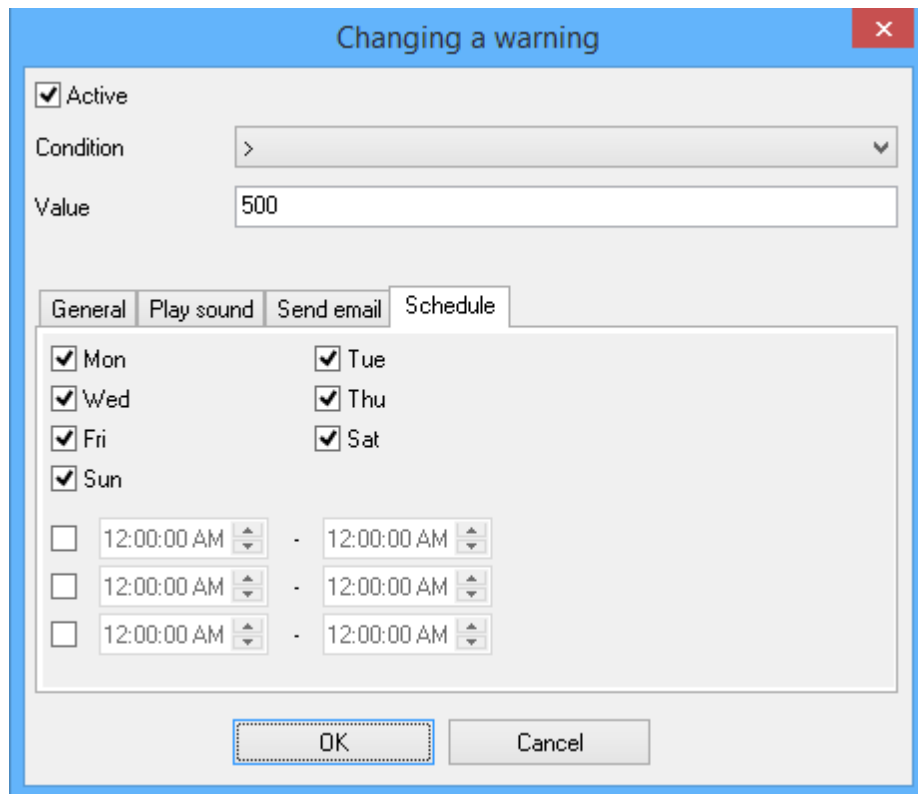 Changing a warning
Active
Condition >
Value 500
General Play sound Send email Schedule
Mon Tue
Wed Thu
Fri Sat
Sun
12:00:00 AM - 12:00:00 AM
12:00:00 AM - 12:00:00 AM
12:00:00 AM - 12:00:00 AM
OK Cancel